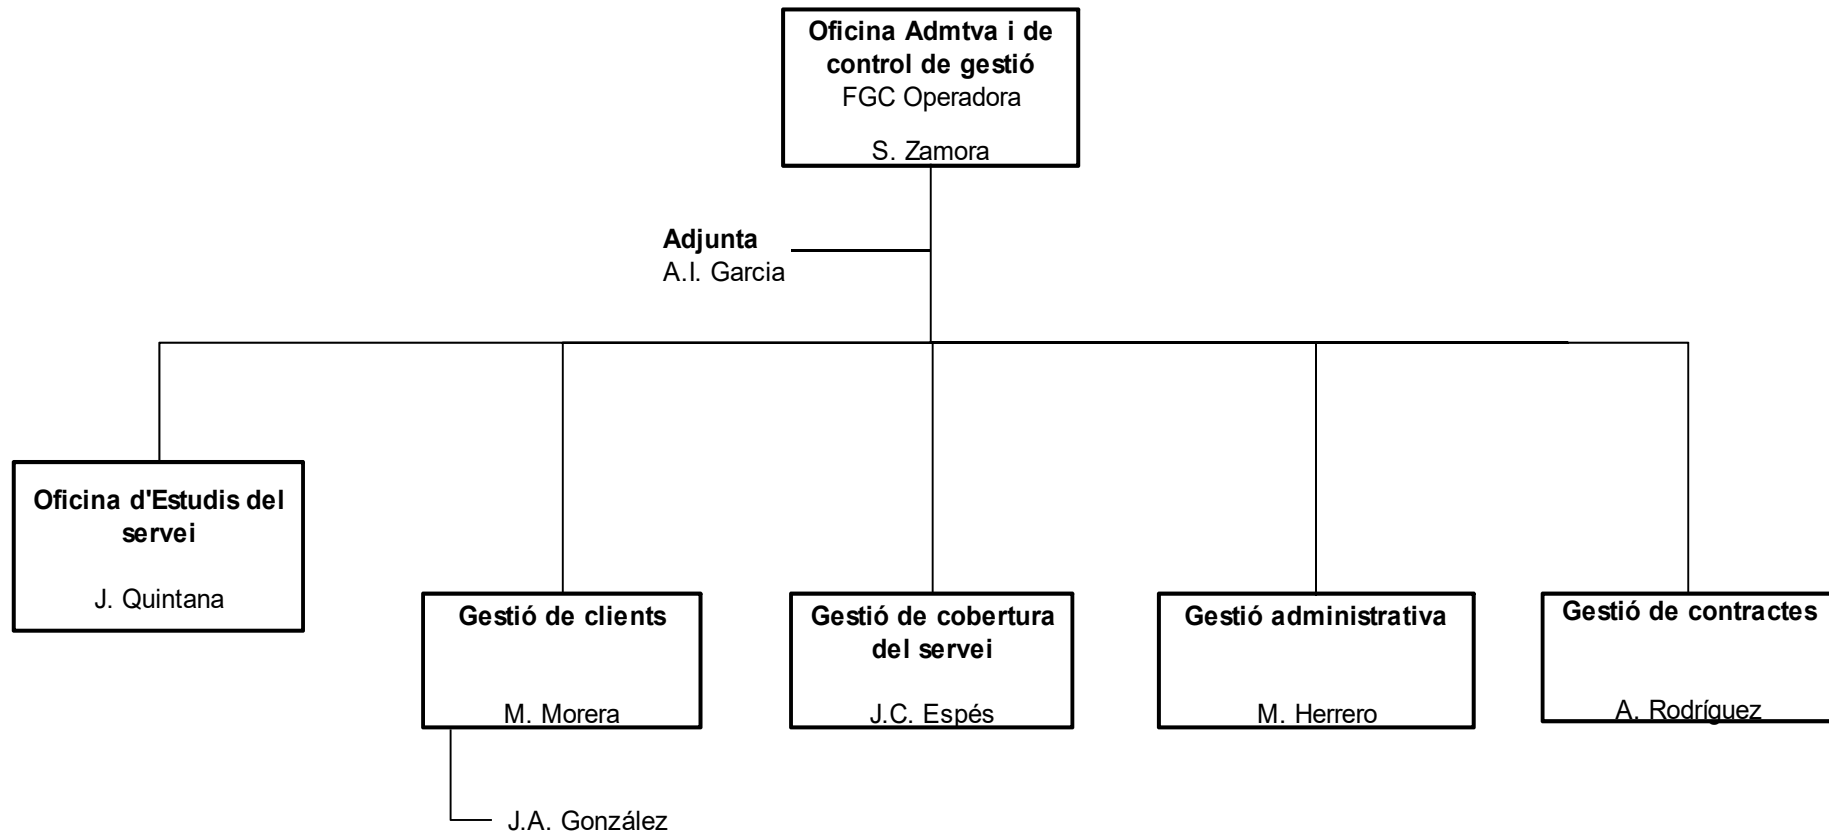 Oficina Admtva i de
control de gestió
FGC Operadora
S. Zamora
Adjunta
A.I. Garcia
Oficina d'Estudis del
servei
J. Quintana
Gestió de clients
M. Morera
J.A. González
Gestió de cobertura
del servei
J.C. Espés
Gestió administrativa
M. Herrero
Gestió de contractes
A. Rodríguez